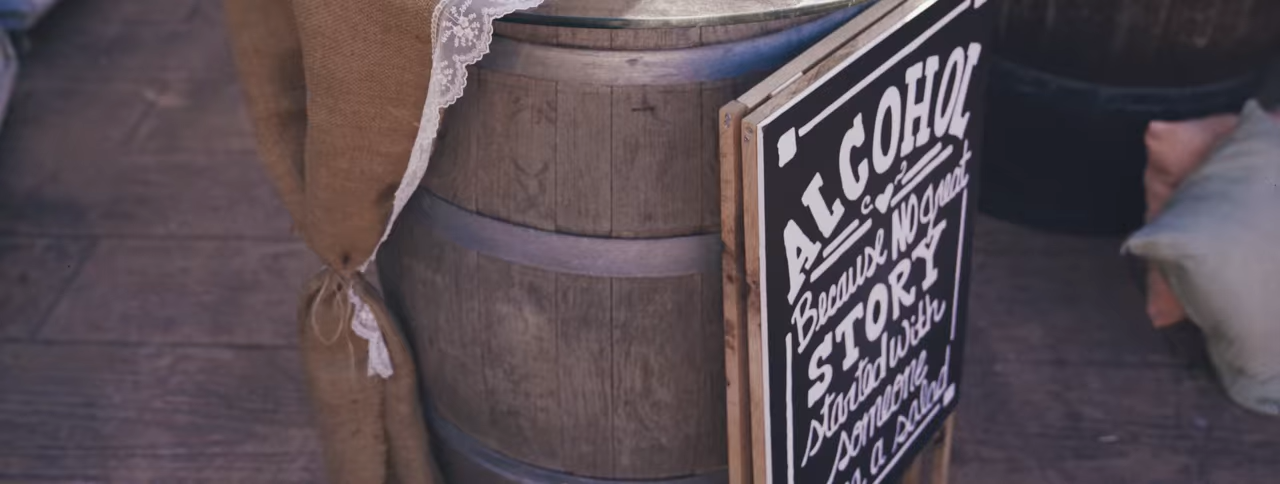 ALCOHOL
Because NO great
STORY
started with
someone
a salad